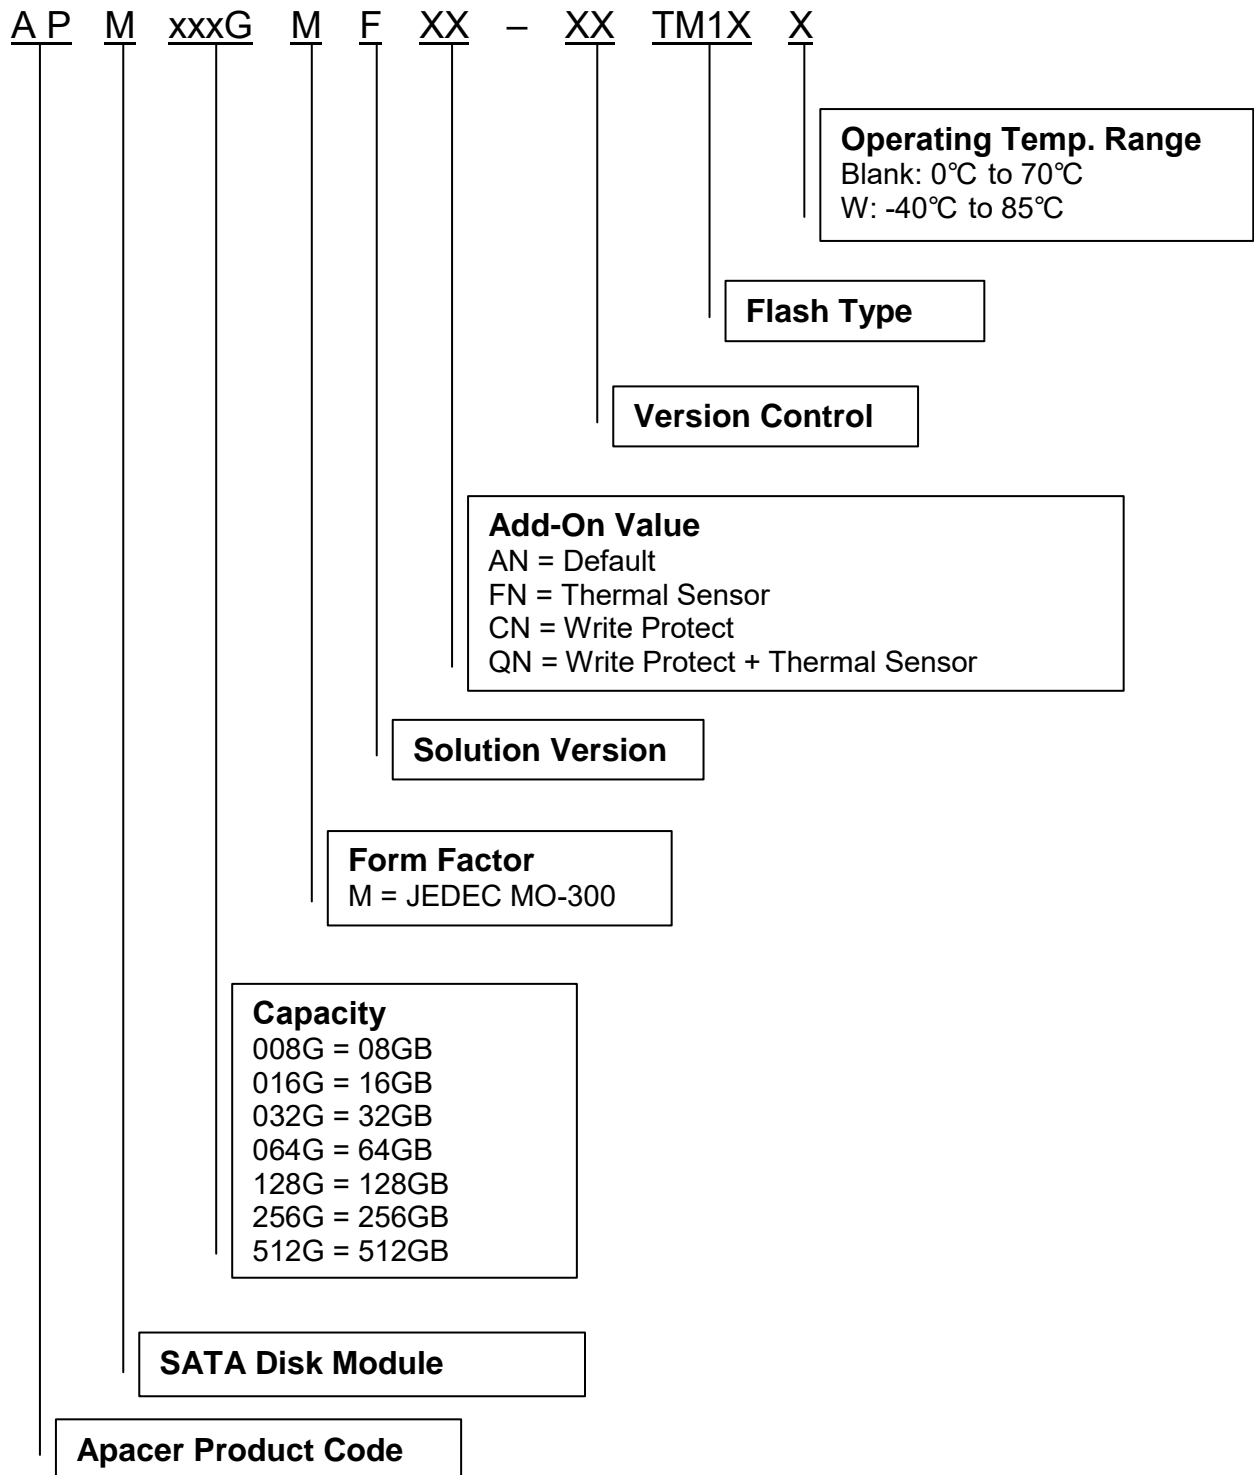 A P M xxxG M F XX – XX TM1X X
Operating Temp. Range
Blank: 0℃ to 70℃
W: -40℃ to 85℃
Flash Type
Version Control
Add-On Value
AN = Default
FN = Thermal Sensor
CN = Write Protect
QN = Write Protect + Thermal Sensor
Solution Version
Form Factor
M = JEDEC MO-300
Capacity
008G = 08GB
016G = 16GB
032G = 32GB
064G = 64GB
128G = 128GB
256G = 256GB
512G = 512GB
SATA Disk Module
Apacer Product Code